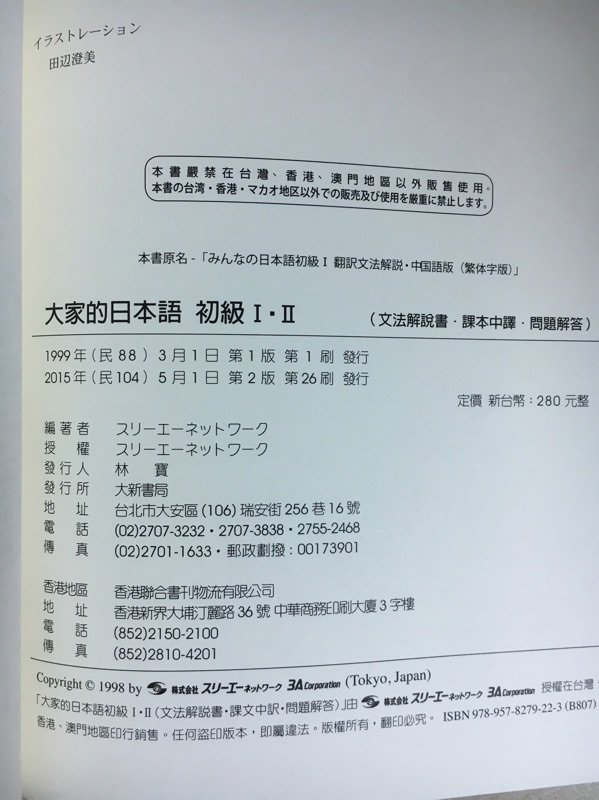 イラストレーション
田辺澄美
本書嚴禁在台灣、香港、澳門地區以外販售使用。
本書の台湾・香港・マカオ地区以外での販売及び使用を厳重に禁止します。
本書原名-「みんなの日本語初級 I 翻訳文法解説・中国語版（繁体字版）」
大家的日本語 初級 I・II （文法解說書・課本中譯・問題解答）
1999年(民88) 3月1日 第1版 第1刷 發行
2015年(民104) 5月1日 第2版 第26刷 發行
定價 新台幣:280元整
編著者 スリーエーネットワーク
授權 スリーエーネットワーク
發行人 林寶
發行所 大新書局
地址 台北市大安區(106)瑞安街256巷16號
電話 (02)2707-3232・2707-3838・2755-2468
傳真 (02)2701-1633・郵政劃撥:00173901
香港地區 香港聯合書刊物流有限公司
地址 香港新界大埔汀麗路36號 中華商務印刷大廈3字樓
電話 (852)2150-2100
傳真 (852)2810-4201
Copyright © 1998 by 株式会社 スリーエーネットワーク 3A Corporation (Tokyo, Japan)
「大家的日本語初級 I・II(文法解說書・課文中訳・問題解答)」由 株式会社 スリーエーネットワーク 3A Corporation 授權在台灣、
香港、澳門地區印行銷售。任何盜印版本，即屬違法。版權所有，翻印必究。 ISBN 978-957-8279-22-3 (B807)